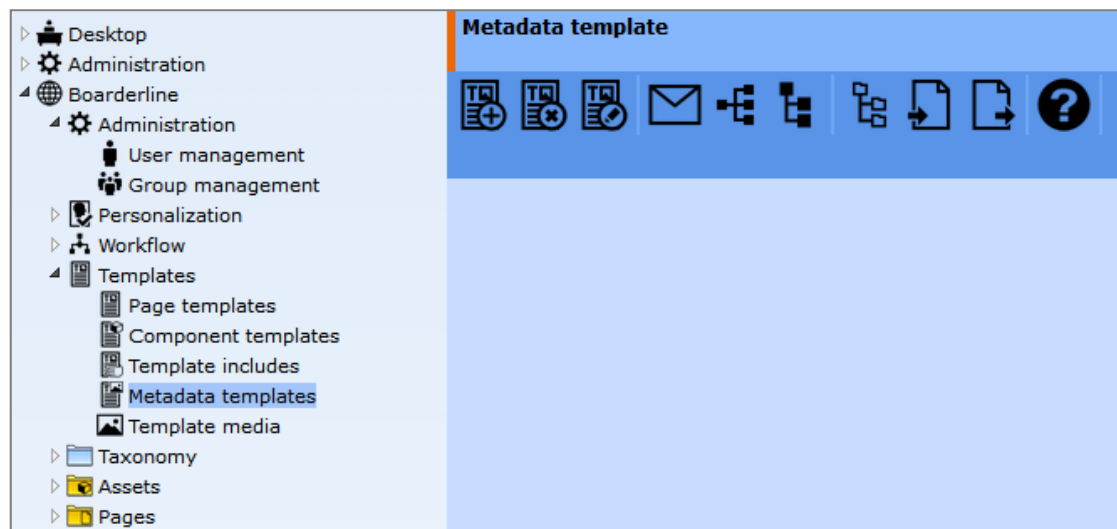 Desktop
Administration
Boarderline
Administration
User management
Group management
Personalization
Workflow
Templates
Page templates
Component templates
Template includes
Metadata templates
Template media
Taxonomy
Assets
Pages
Metadata template